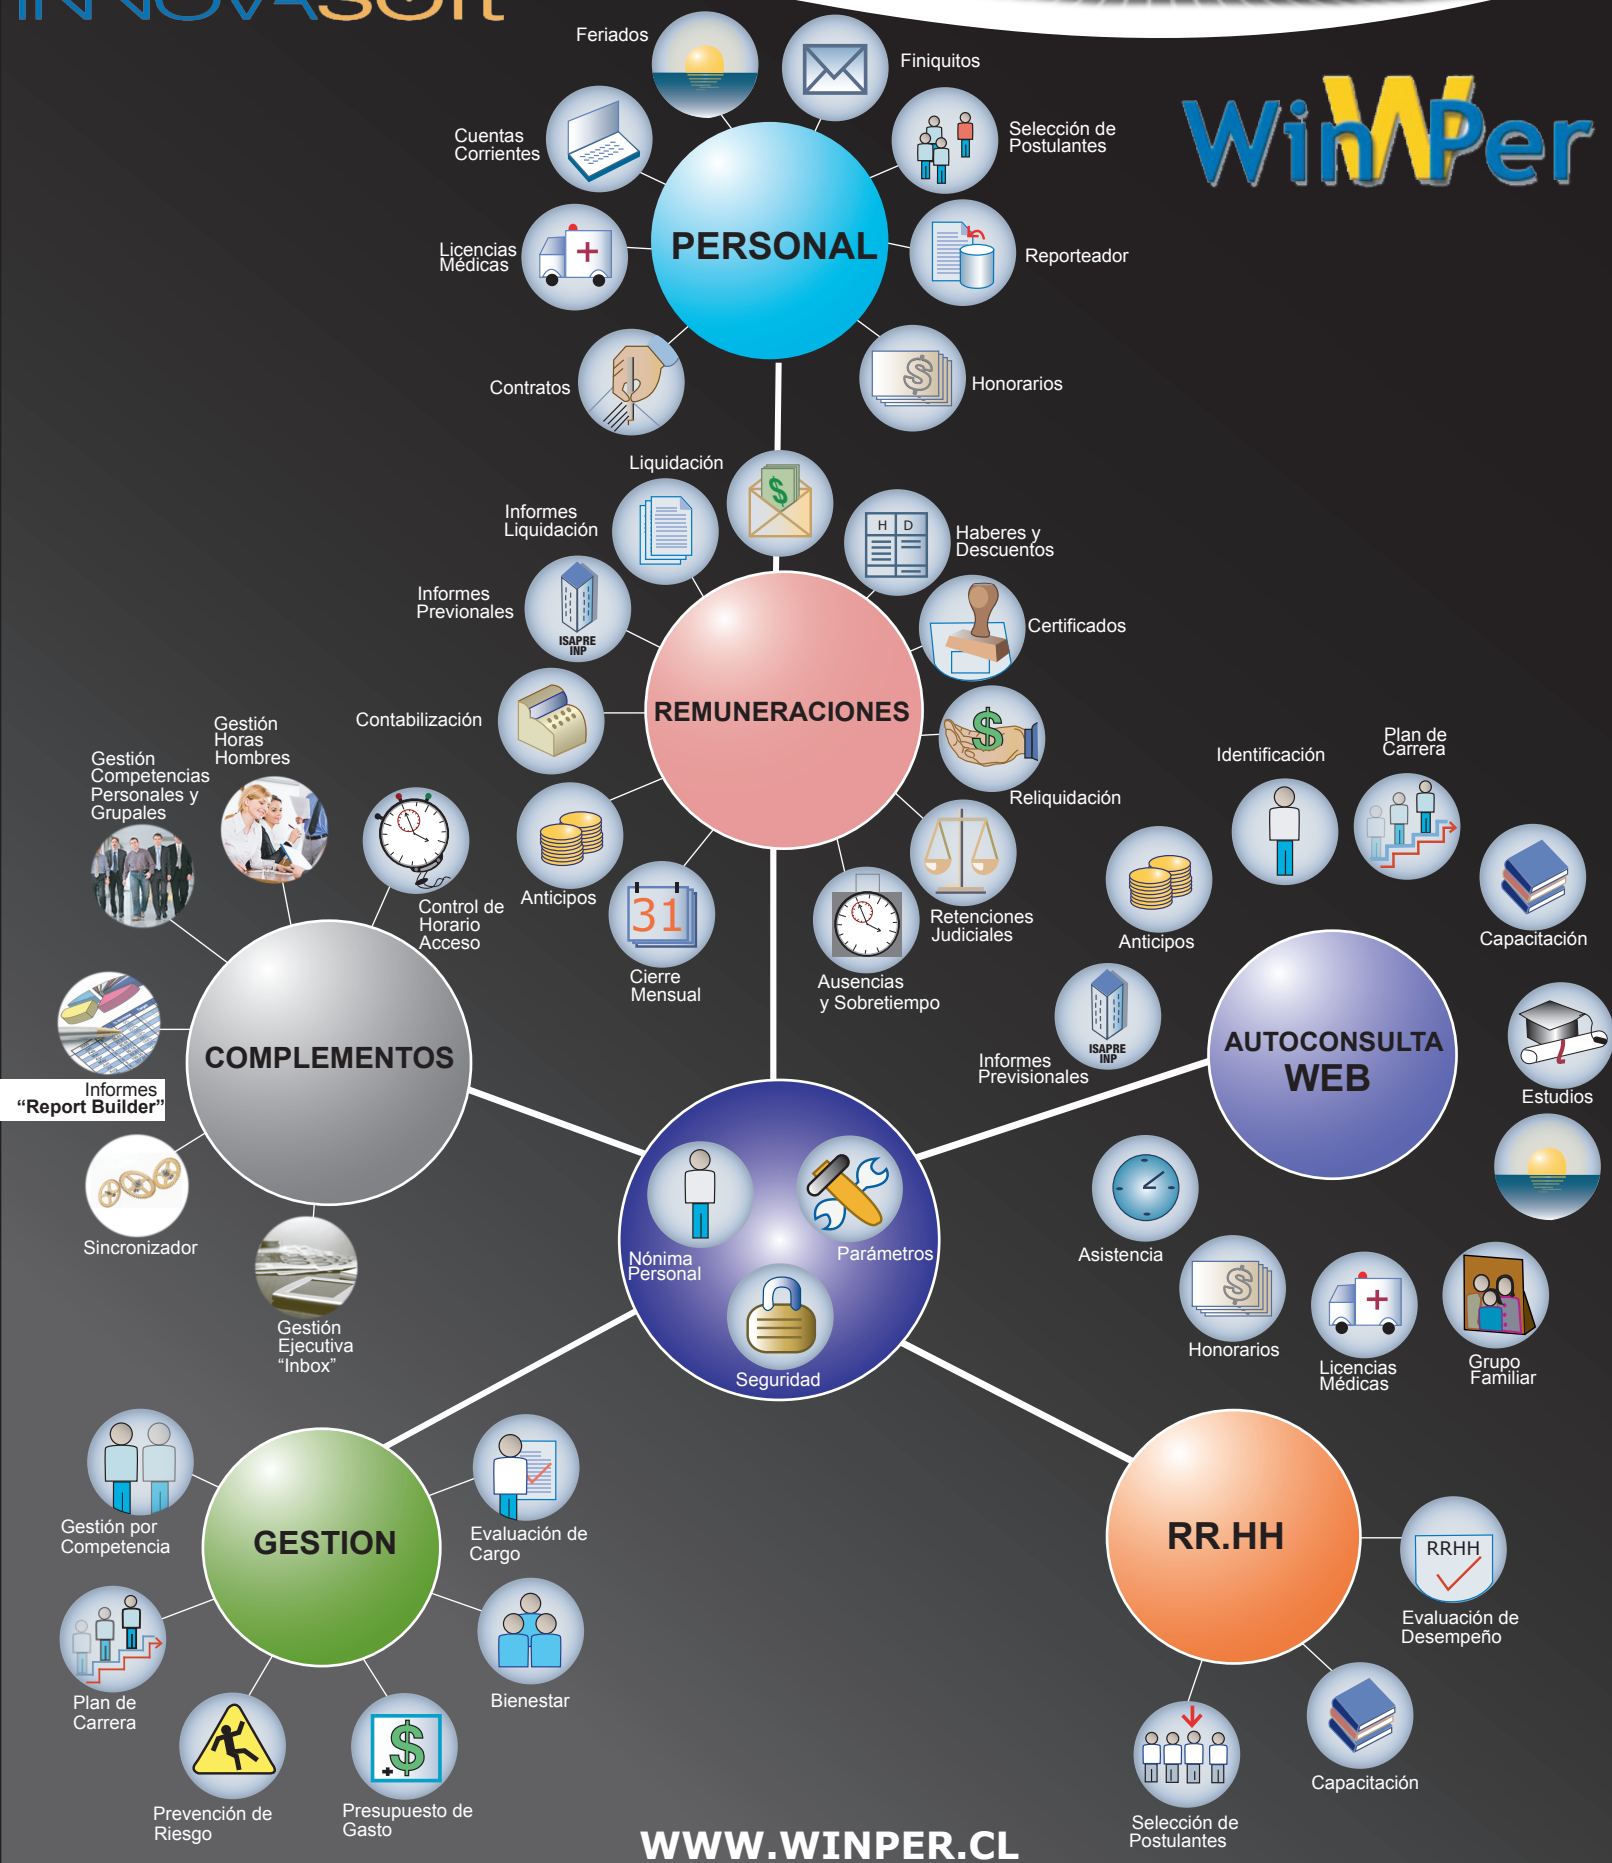 INNOVASOft
WinPer
Feriados
Finiquitos
Cuentas
Corrientes
Selección de
Postulantes
Licencias
Médicas
PERSONAL
Reporteador
Contratos
Honorarios
Liquidación
Informes
Liquidación
H D
Haberes y
Descuentos
Informes
Previonales
ISAPRE
INP
Certificados
Contabilización
REMUNERACIONES
Reliquidación
Anticipos
31
Cierre
Mensual
Ausencias
y Sobretiempo
Retenciones
Judiciales
Gestión
Competencias
Personales y
Grupales
Gestión
Horas
Hombres
Control de
Horario
Acceso
COMPLEMENTOS
Informes
“Report Builder”
Sincronizador
Gestión
Ejecutiva
“Inbox”
Identificación
Plan de
Carrera
Anticipos
Capacitación
ISAPRE
INP
Informes
Previsionales
AUTOCONSULTA
WEB
Estudios
Asistencia
Honorarios
Licencias
Médicas
Grupo
Familiar
Nónima
Personal
Parámetros
Seguridad
Gestión por
Competencia
GESTION
Evaluación de
Cargo
Plan de
Carrera
Bienestar
Prevención de
Riesgo
Presupuesto de
Gasto
RR.HH
RRHH
Evaluación de
Desempeño
Capacitación
Selección de
Postulantes
WWW.WINPER.CL